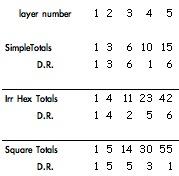 layer number 1 2 3 4 5
SimpleTotals 1 3 6 10 15
D.R. 1 3 6 1 6
Irr Hex Totals 1 4 11 23 42
D.R. 1 4 2 5 6
Square Totals 1 5 14 30 55
D.R. 1 5 5 3 1